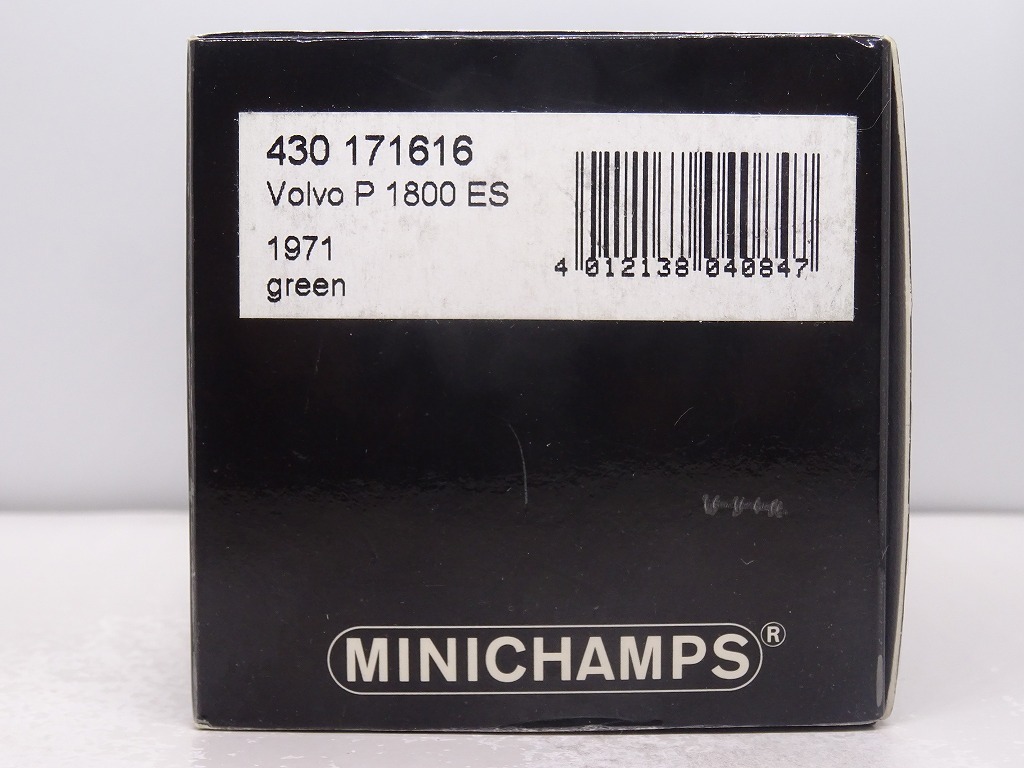 430 171616
Volvo P 1800 ES
1971
green
4 012138 040847
MINICHAMPS®